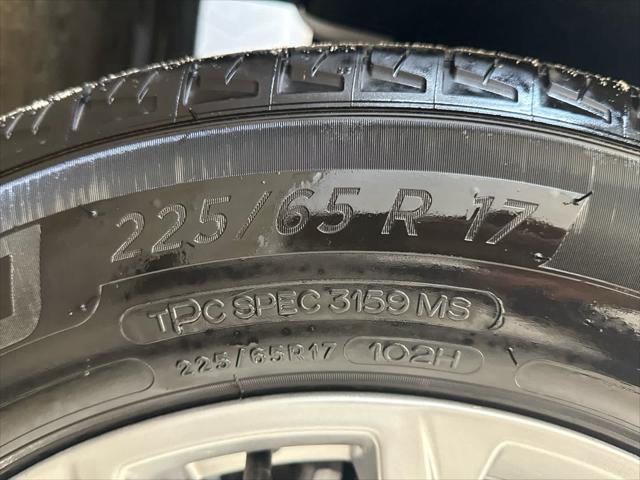 225/65 R 17
TPC SPEC 3159 MS
225/65R17 102H